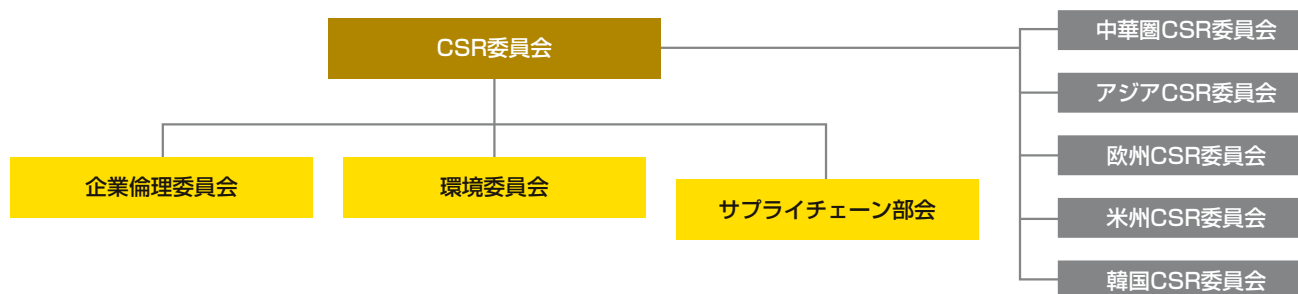 CSR委員会
企業倫理委員会
環境委員会
サプライチェーン部会
中華圏CSR委員会
アジアCSR委員会
欧州CSR委員会
米州CSR委員会
韓国CSR委員会